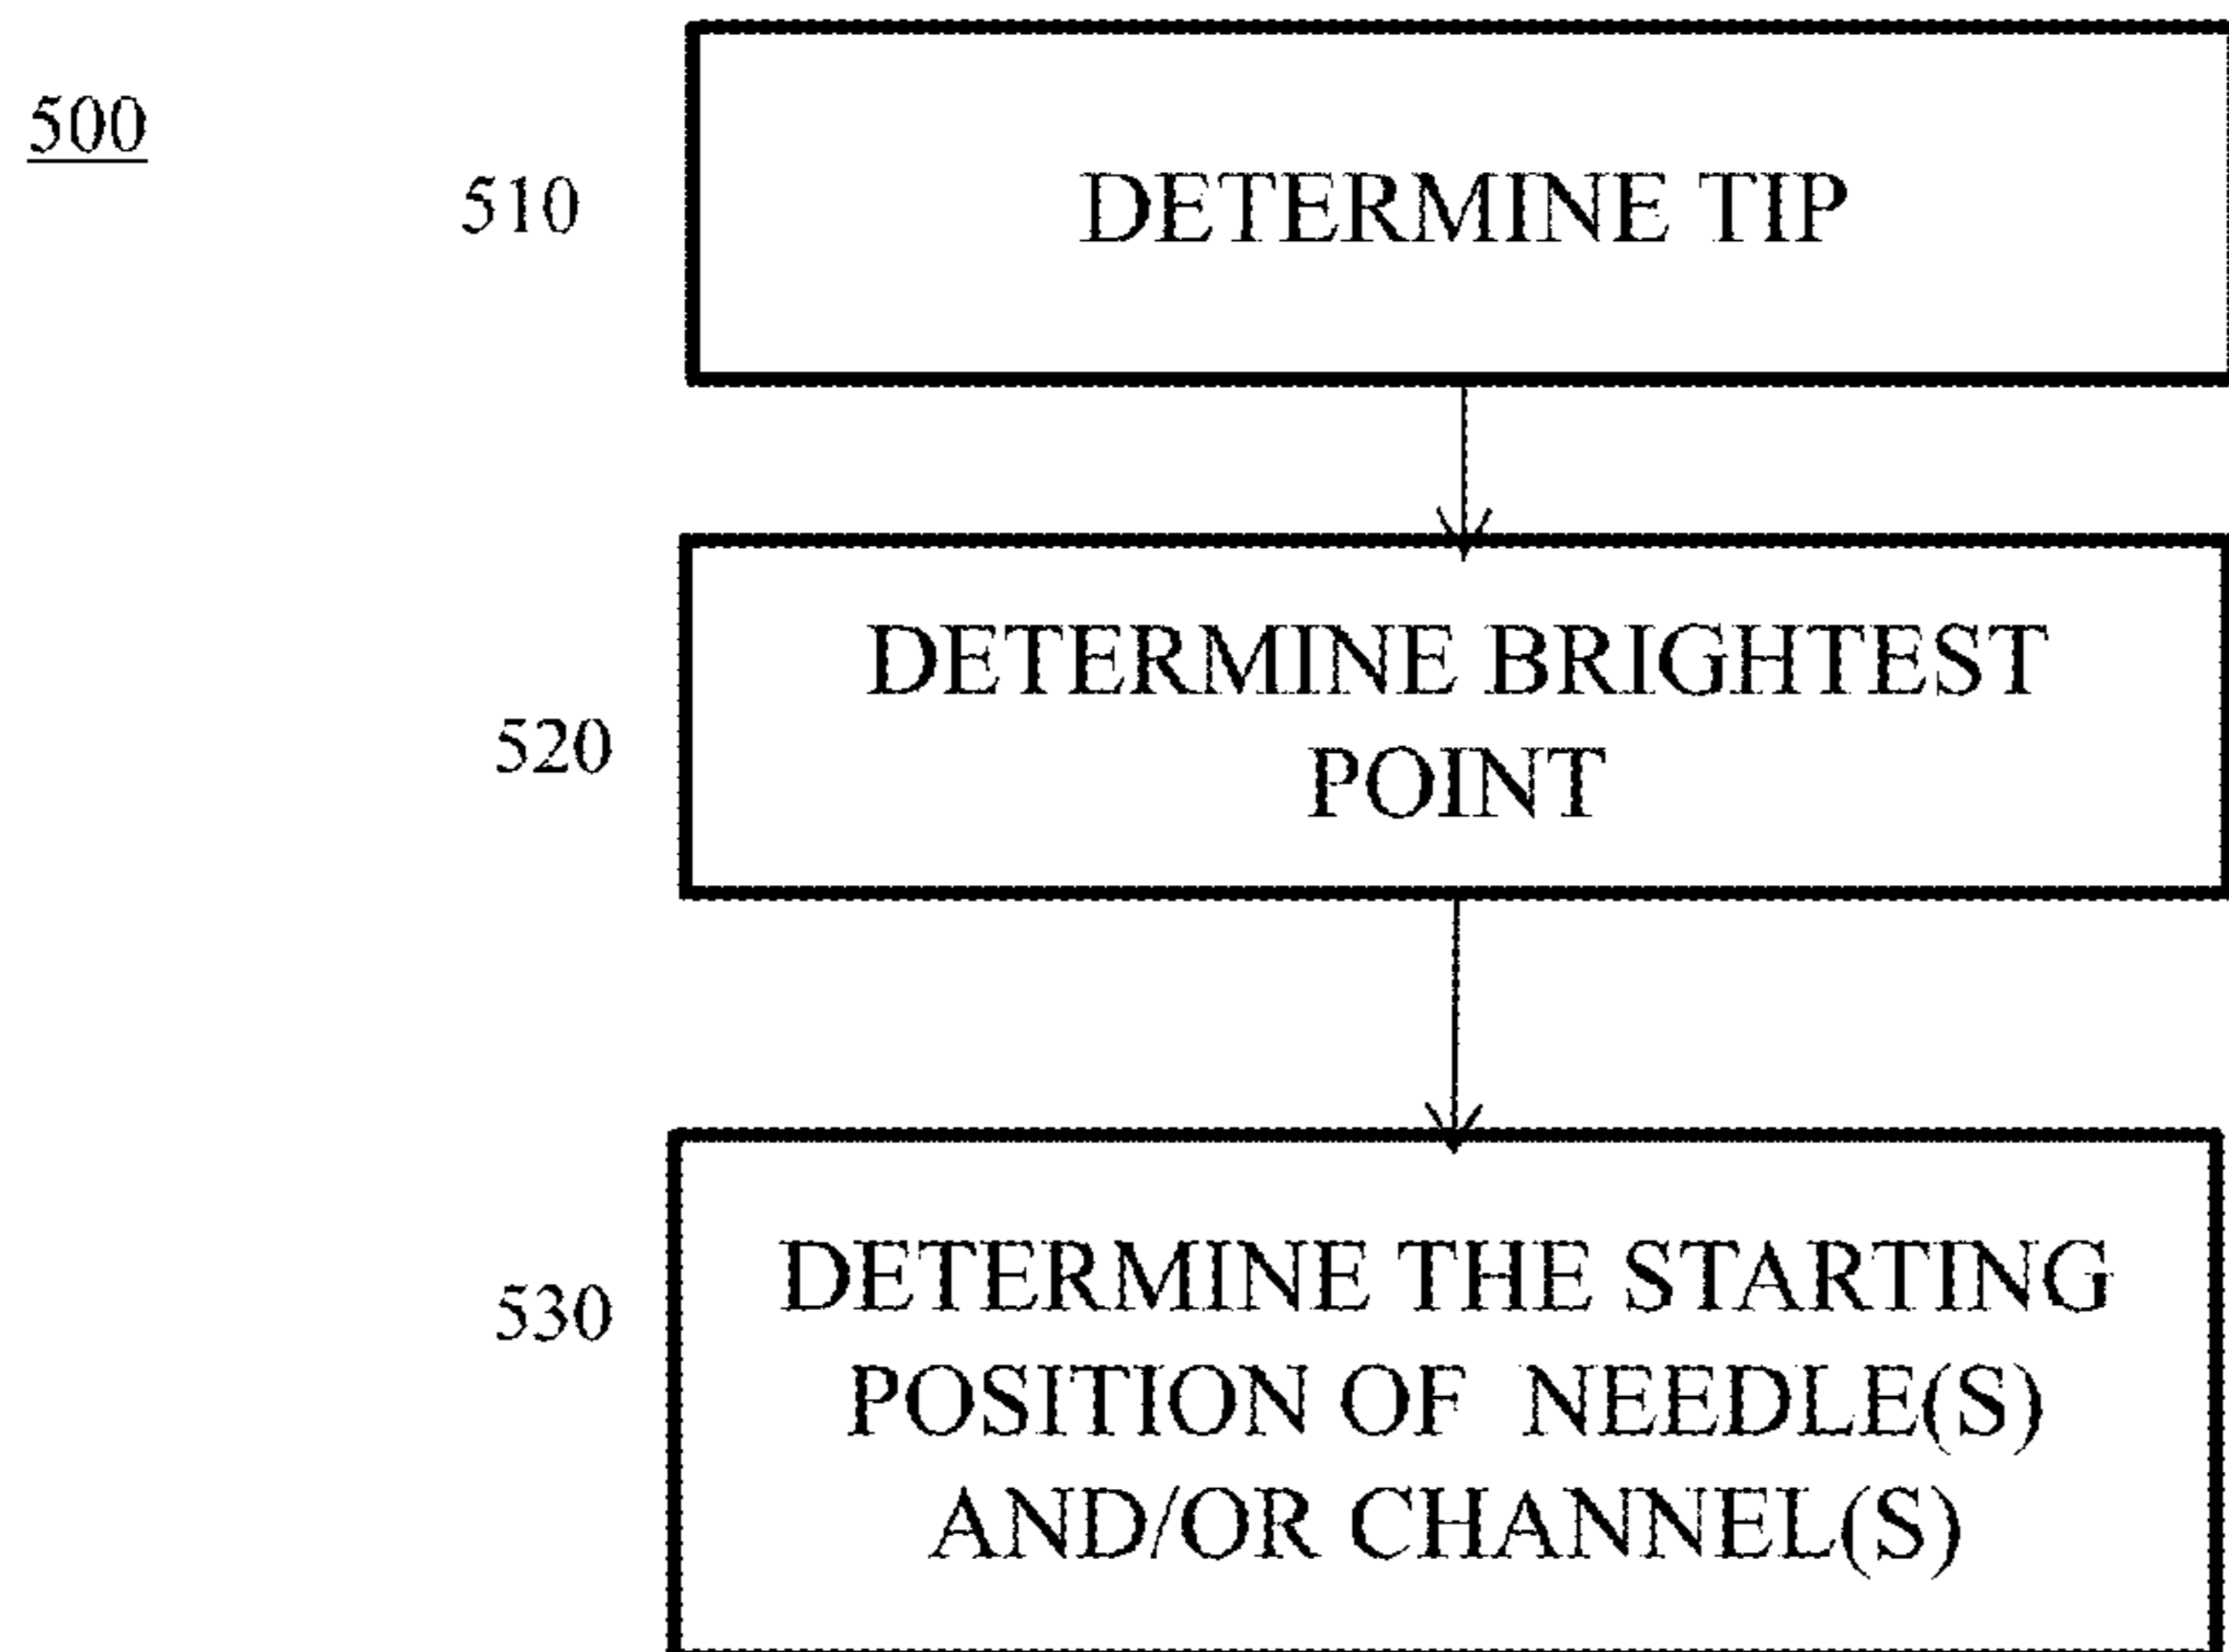 500
510
DETERMINE TIP
520
DETERMINE BRIGHTEST
POINT
530
DETERMINE THE STARTING
POSITION OF NEEDLE(S)
AND/OR CHANNEL(S)